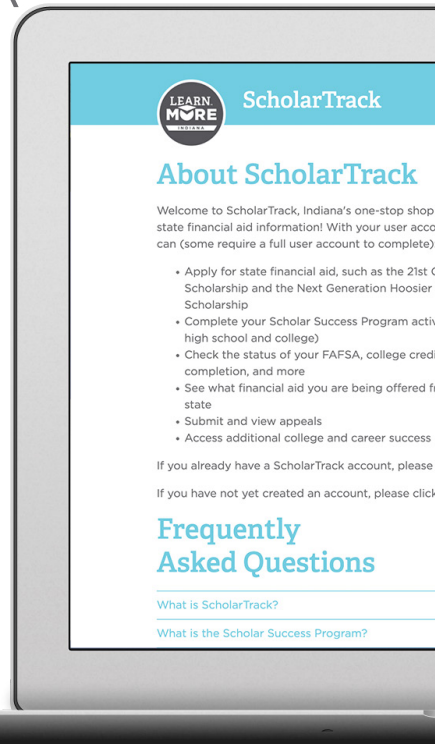 LEARN
MORE
INDIANA
ScholarTrack
About ScholarTrack
Welcome to ScholarTrack, Indiana's one-stop shop
state financial aid information! With your user
can (some require a full user account to complete)
• Apply for state financial aid, such as the 21st
Scholarship and the Next Generation Hoosier
Scholarship
• Complete your Scholar Success Program
high school and college)
• Check the status of your FAFSA, college
completion, and more
• See what financial aid you are being offered
state
• Submit and view appeals
• Access additional college and career success
If you already have a ScholarTrack account, please
If you have not yet created an account, please click
Frequently
Asked Questions
What is ScholarTrack?
What is the Scholar Success Program?